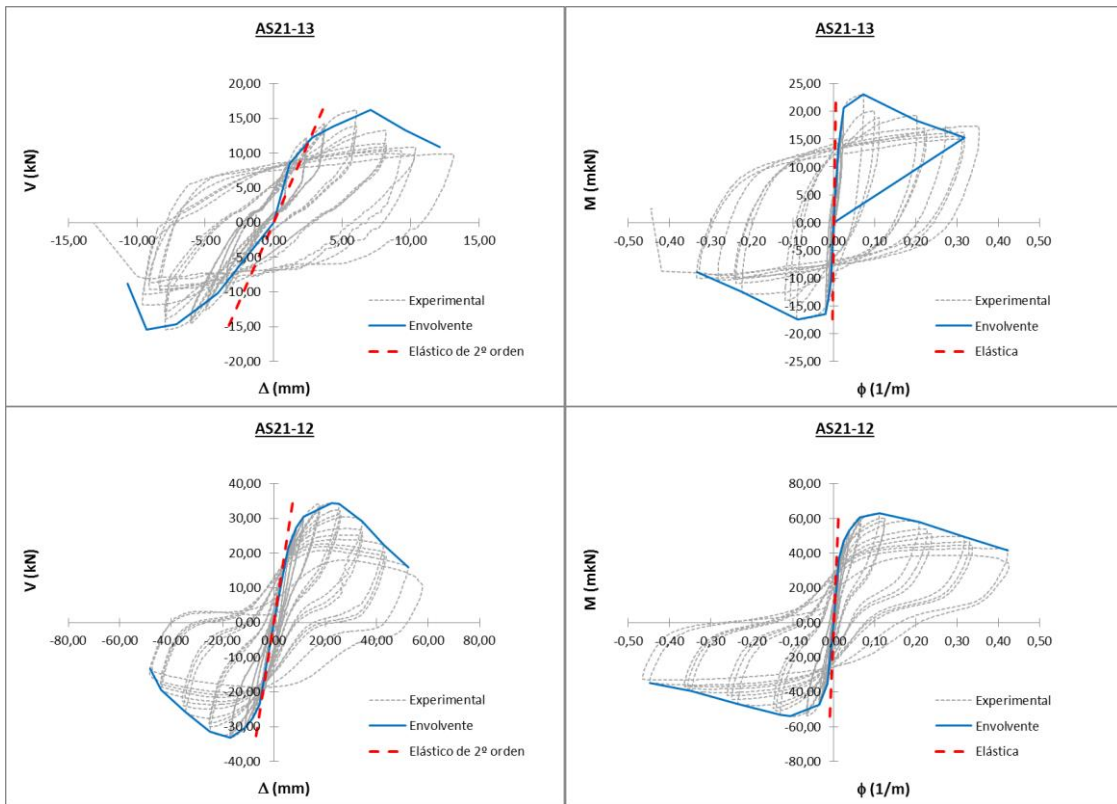 AS21-13
20,00
15,00
10,00
5,00
0,00
-5,00
-10,00
-15,00
-20,00
-15,00 -10,00 -5,00 0,00 5,00 10,00 15,00
V (kN)
Δ (mm)
Experimental
Envolvente
Elástico de 2º orden
AS21-13
25,00
20,00
15,00
10,00
5,00
0,00
-5,00
-10,00
-15,00
-20,00
-25,00
-0,50 -0,40 -0,30 -0,20 -0,10 0,00 0,10 0,20 0,30 0,40 0,50
M (mkN)
ϕ (1/m)
Experimental
Envolvente
Elástica
AS21-12
40,00
30,00
20,00
10,00
0,00
-10,00
-20,00
-30,00
-40,00
-80,00 -60,00 -40,00 -20,00 0,00 20,00 40,00 60,00 80,00
V (kN)
Δ (mm)
Experimental
Envolvente
Elástico de 2º orden
AS21-12
80,00
60,00
40,00
20,00
0,00
-20,00
-40,00
-60,00
-80,00
-0,50 -0,40 -0,30 -0,20 -0,10 0,00 0,10 0,20 0,30 0,40 0,50
M (mkN)
ϕ (1/m)
Experimental
Envolvente
Elástica